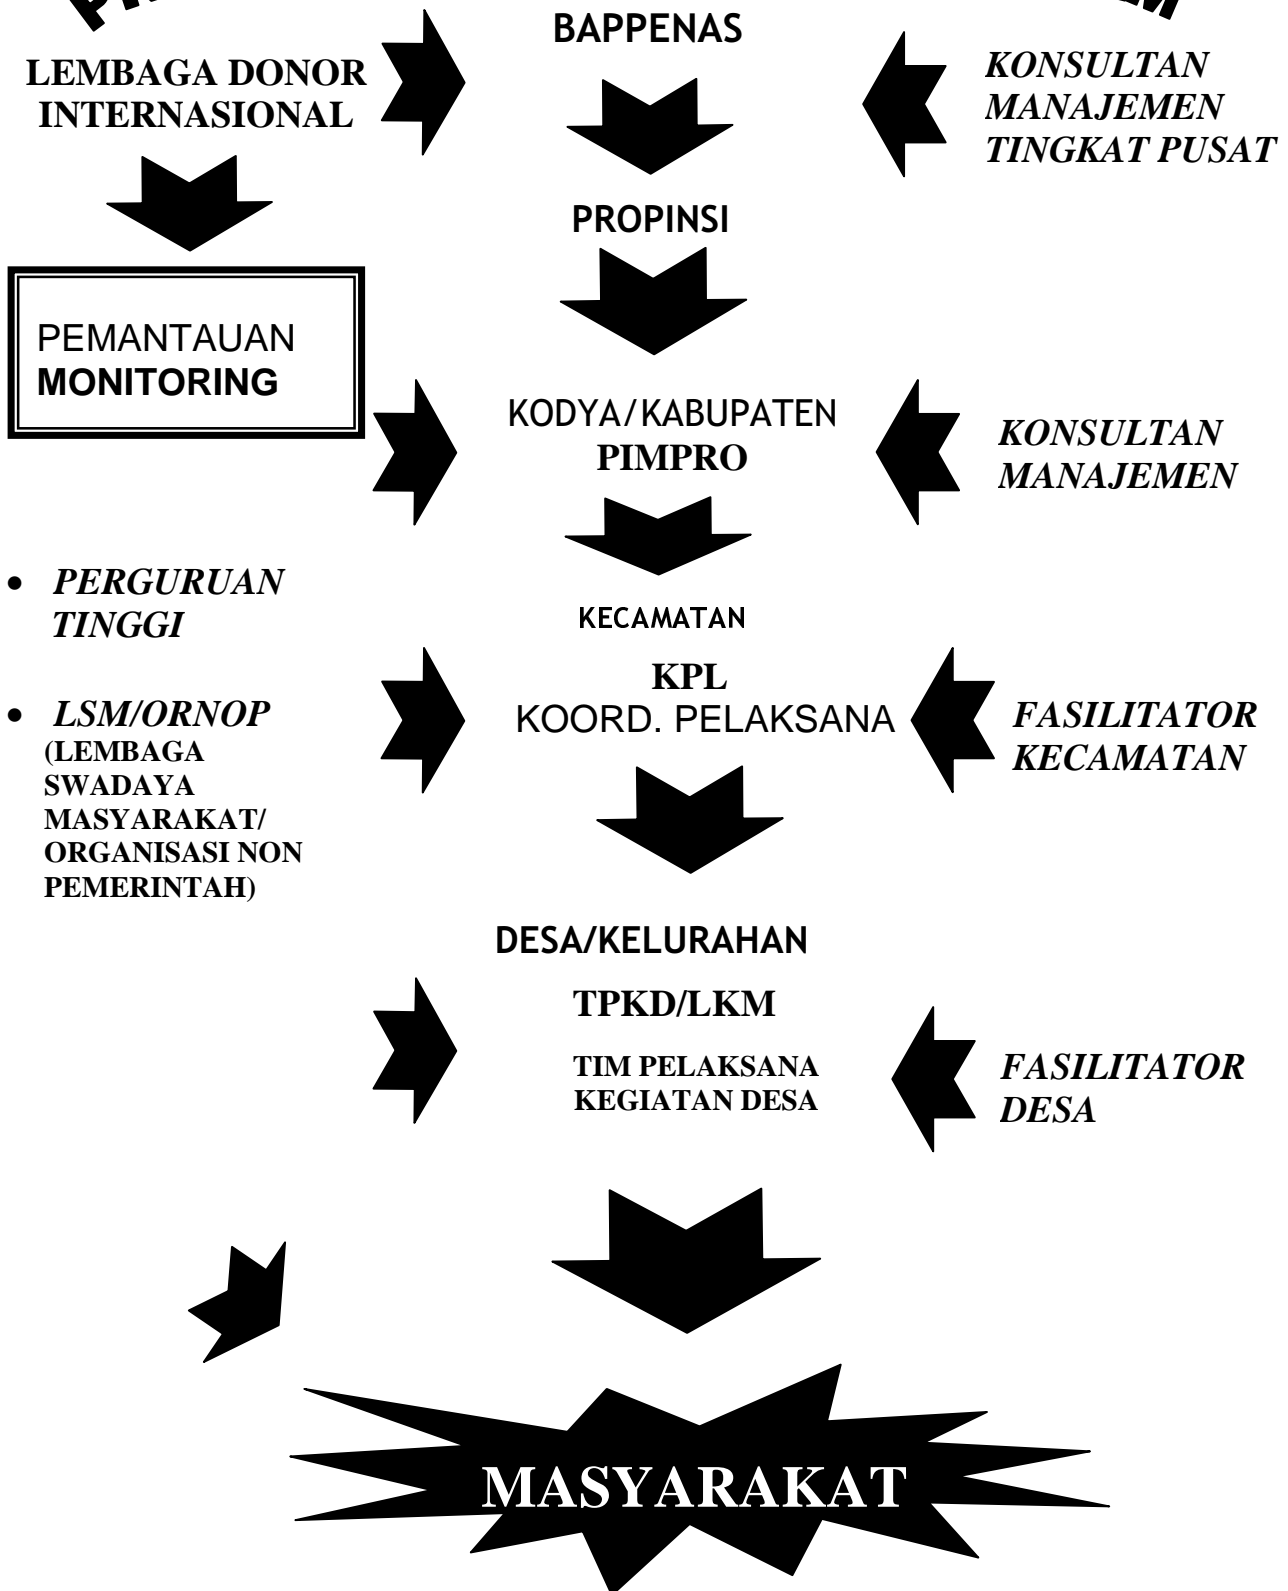 BAPPENAS
LEMBAGA DONOR
INTERNASIONAL
KONSULTAN
MANAJEMEN
TINGKAT PUSAT
PROPINSI
PEMANTAUAN
MONITORING
KODYA/KABUPATEN
PIMPRO
KONSULTAN
MANAJEMEN
• PERGURUAN
TINGGI
KECAMATAN
KPL
KOORD. PELAKSANA
• LSM/ORNOP
(LEMBAGA
SWADAYA
MASYARAKAT/
ORGANISASI NON
PEMERINTAH)
FASILITATOR
KECAMATAN
DESA/KELURAHAN
TPKD/LKM
TIM PELAKSANA
KEGIATAN DESA
FASILITATOR
DESA
MASYARAKAT